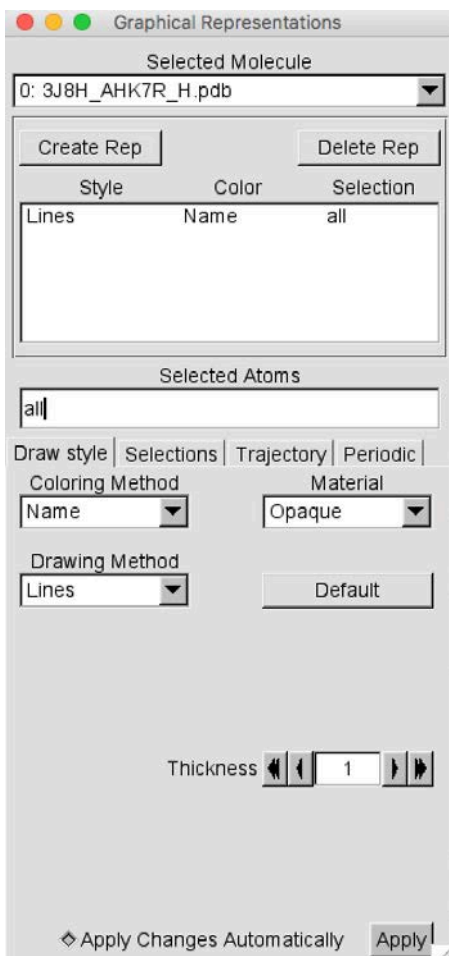 Graphical Representations
Selected Molecule
0: 3J8H_AHK7R_H.pdb
Create Rep Delete Rep
Style Color Selection
Lines Name all
Selected Atoms
all
Draw style Selections Trajectory Periodic
Coloring Method Material
Name Opaque
Drawing Method
Lines Default
Thickness 1
Apply Changes Automatically Apply